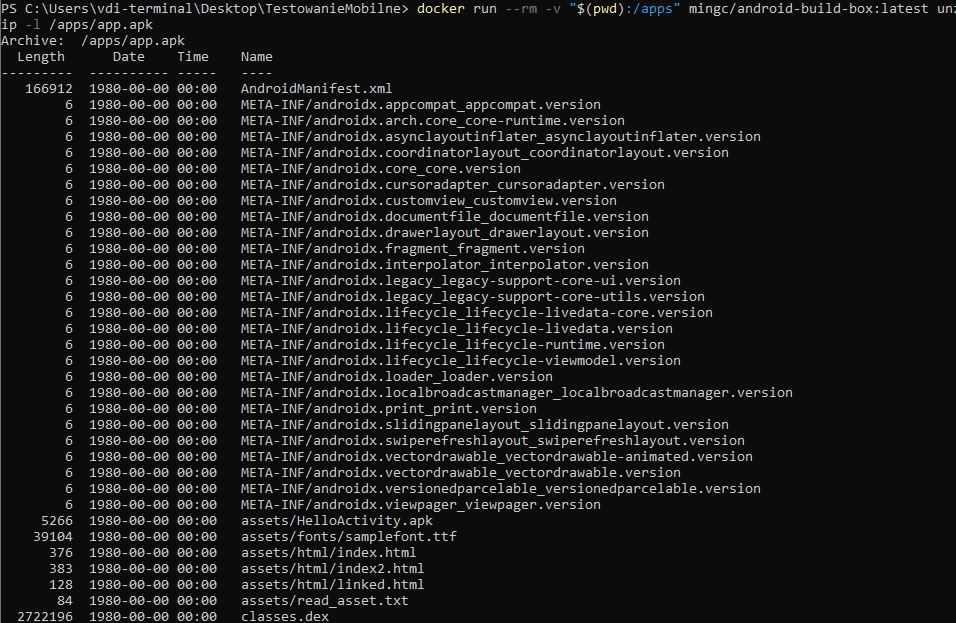 PS C:\Users\vdi-terminal\Desktop\TestowanieMobilne> docker run --rm -v "$(pwd):/apps" mingc/android-build-box:latest unz
ip -l /apps/app.apk
Archive:  /apps/app.apk
  Length      Date    Time    Name
---------  ---------- -----   ----
   166912  1980-00-00 00:00   AndroidManifest.xml
        6  1980-00-00 00:00   META-INF/androidx.appcompat_appcompat.version
        6  1980-00-00 00:00   META-INF/androidx.arch.core_core-runtime.version
        6  1980-00-00 00:00   META-INF/androidx.asynclayoutinflater_asynclayoutinflater.version
        6  1980-00-00 00:00   META-INF/androidx.coordinatorlayout_coordinatorlayout.version
        6  1980-00-00 00:00   META-INF/androidx.core_core.version
        6  1980-00-00 00:00   META-INF/androidx.cursoradapter_cursoradapter.version
        6  1980-00-00 00:00   META-INF/androidx.customview_customview.version
        6  1980-00-00 00:00   META-INF/androidx.documentfile_documentfile.version
        6  1980-00-00 00:00   META-INF/androidx.drawerlayout_drawerlayout.version
        6  1980-00-00 00:00   META-INF/androidx.fragment_fragment.version
        6  1980-00-00 00:00   META-INF/androidx.interpolator_interpolator.version
        6  1980-00-00 00:00   META-INF/androidx.legacy_legacy-support-core-ui.version
        6  1980-00-00 00:00   META-INF/androidx.legacy_legacy-support-core-utils.version
        6  1980-00-00 00:00   META-INF/androidx.lifecycle_lifecycle-livedata-core.version
        6  1980-00-00 00:00   META-INF/androidx.lifecycle_lifecycle-livedata.version
        6  1980-00-00 00:00   META-INF/androidx.lifecycle_lifecycle-runtime.version
        6  1980-00-00 00:00   META-INF/androidx.lifecycle_lifecycle-viewmodel.version
        6  1980-00-00 00:00   META-INF/androidx.loader_loader.version
        6  1980-00-00 00:00   META-INF/androidx.localbroadcastmanager_localbroadcastmanager.version
        6  1980-00-00 00:00   META-INF/androidx.print_print.version
        6  1980-00-00 00:00   META-INF/androidx.slidingpanelayout_slidingpanelayout.version
        6  1980-00-00 00:00   META-INF/androidx.swiperefreshlayout_swiperefreshlayout.version
        6  1980-00-00 00:00   META-INF/androidx.vectordrawable_vectordrawable-animated.version
        6  1980-00-00 00:00   META-INF/androidx.vectordrawable_vectordrawable.version
        6  1980-00-00 00:00   META-INF/androidx.versionedparcelable_versionedparcelable.version
        6  1980-00-00 00:00   META-INF/androidx.viewpager_viewpager.version
     5266  1980-00-00 00:00   assets/HelloActivity.apk
    39104  1980-00-00 00:00   assets/fonts/samplefont.ttf
      376  1980-00-00 00:00   assets/html/index.html
      383  1980-00-00 00:00   assets/html/index2.html
      128  1980-00-00 00:00   assets/html/linked.html
       84  1980-00-00 00:00   assets/read_asset.txt
  2722196  1980-00-00 00:00   classes.dex